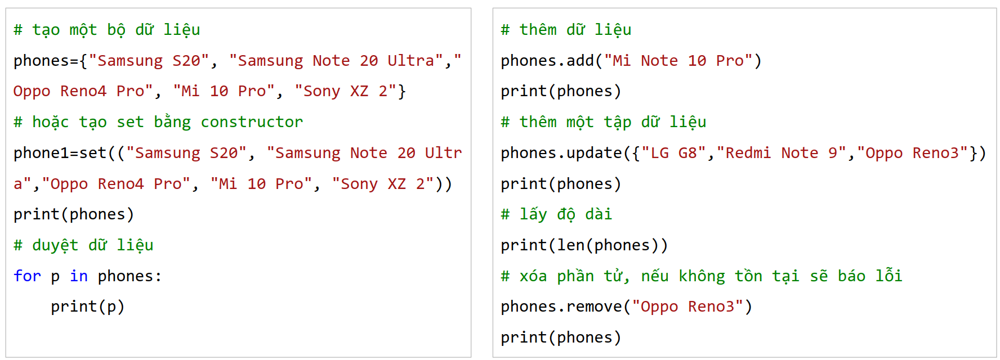 # tạo một bộ dữ liệu
phones={"Samsung S20", "Samsung Note 20 Ultra","
Oppo Reno4 Pro", "Mi 10 Pro", "Sony XZ 2"}
# hoặc tạo set bằng constructor
phone1=set(("Samsung S20", "Samsung Note 20 Ultr
a","Oppo Reno4 Pro", "Mi 10 Pro", "Sony XZ 2"))
print(phones)
# duyệt dữ liệu
for p in phones:
    print(p)
# thêm dữ liệu
phones.add("Mi Note 10 Pro")
print(phones)
# thêm một tập dữ liệu
phones.update({"LG G8","Redmi Note 9","Oppo Reno3"})
print(phones)
# lấy độ dài
print(len(phones))
# xóa phần tử, nếu không tồn tại sẽ báo lỗi
phones.remove("Oppo Reno3")
print(phones)